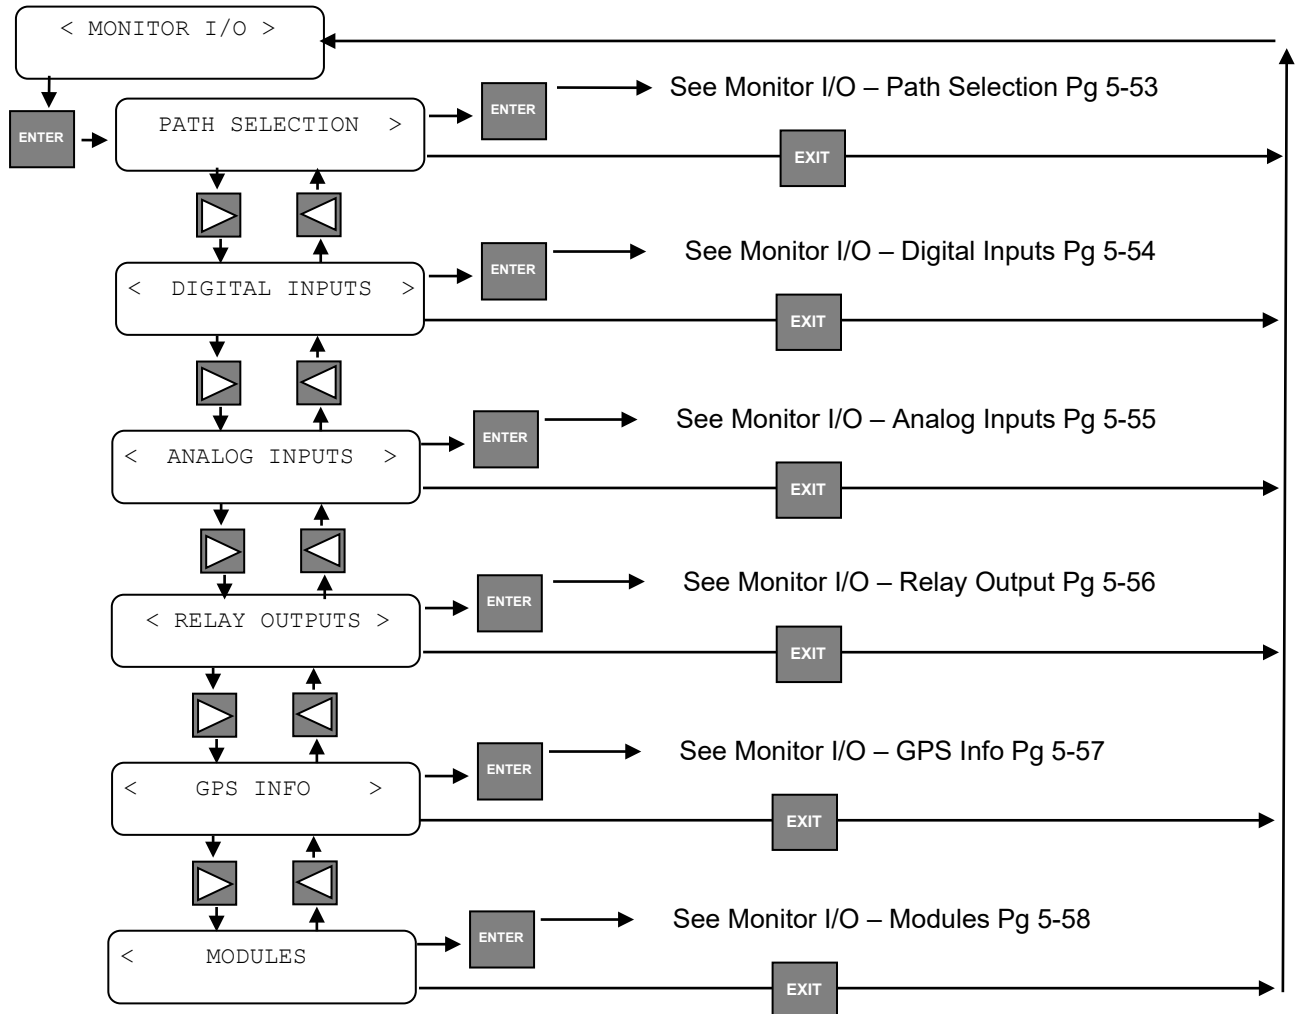 < MONITOR I/O >
ENTER
PATH SELECTION >
ENTER
See Monitor I/O – Path Selection Pg 5-53
EXIT
< DIGITAL INPUTS >
ENTER
See Monitor I/O – Digital Inputs Pg 5-54
EXIT
< ANALOG INPUTS >
ENTER
See Monitor I/O – Analog Inputs Pg 5-55
EXIT
< RELAY OUTPUTS >
ENTER
See Monitor I/O – Relay Output Pg 5-56
EXIT
< GPS INFO >
ENTER
See Monitor I/O – GPS Info Pg 5-57
EXIT
< MODULES
ENTER
See Monitor I/O – Modules Pg 5-58
EXIT